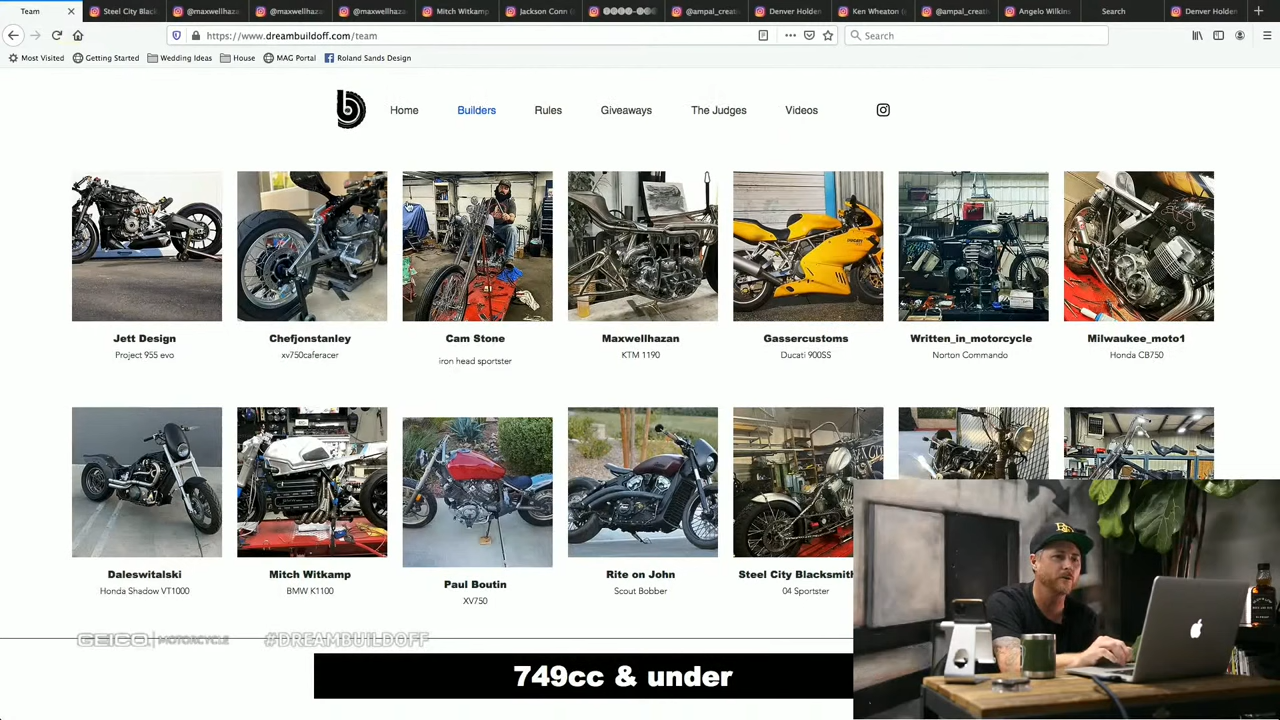 Team
Steel City Black
@maxwellhaza
@maxwellhaza
@maxwellhaza
Mitch Witkamp
Jackson Conn (
@ampal_creati
Denver Holden
Ken Wheaton (
@ampal_creati
Angelo Wilkins
Search
Denver Holden
https://www.dreambuildoff.com/team
Search
Most Visited
Getting Started
Wedding Ideas
House
MAG Portal
Roland Sands Design
b
Home
Builders
Rules
Giveaways
The Judges
Videos
Jett Design
Project 955 evo
Chefjonstanley
xv750caferacer
Cam Stone
iron head sportster
Maxwellhazan
KTM 1190
Gassercustoms
Ducati 900SS
Written_in_motorcycle
Norton Commando
Milwaukee_moto1
Honda CB750
Daleswitalski
Honda Shadow VT1000
Mitch Witkamp
BMW K1100
Paul Boutin
XV750
Rite on John
Scout Bobber
Steel City Blacksmith
04 Sportster
GEICO | MOTORCYCLE #DREAMBUILDOFF
749cc & under